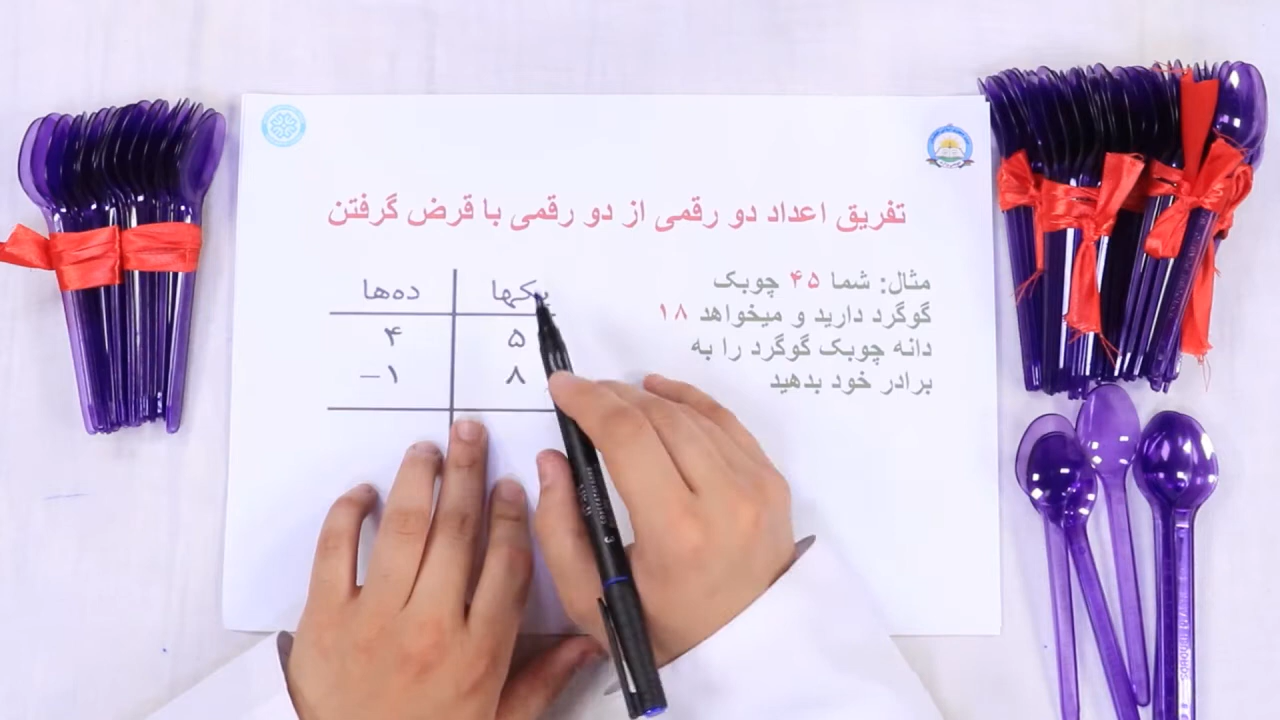 تفریق اعداد دو رقمی از دو رقمی با قرض گرفتن
مثال: شما ۴۵ چوبک
گوگرد دارید و میخواهد ۱۸
دانه چوبک گوگرد را به
برادر خود بدهید
یکها ده‌ها
۵ ۴
۸ ۱−